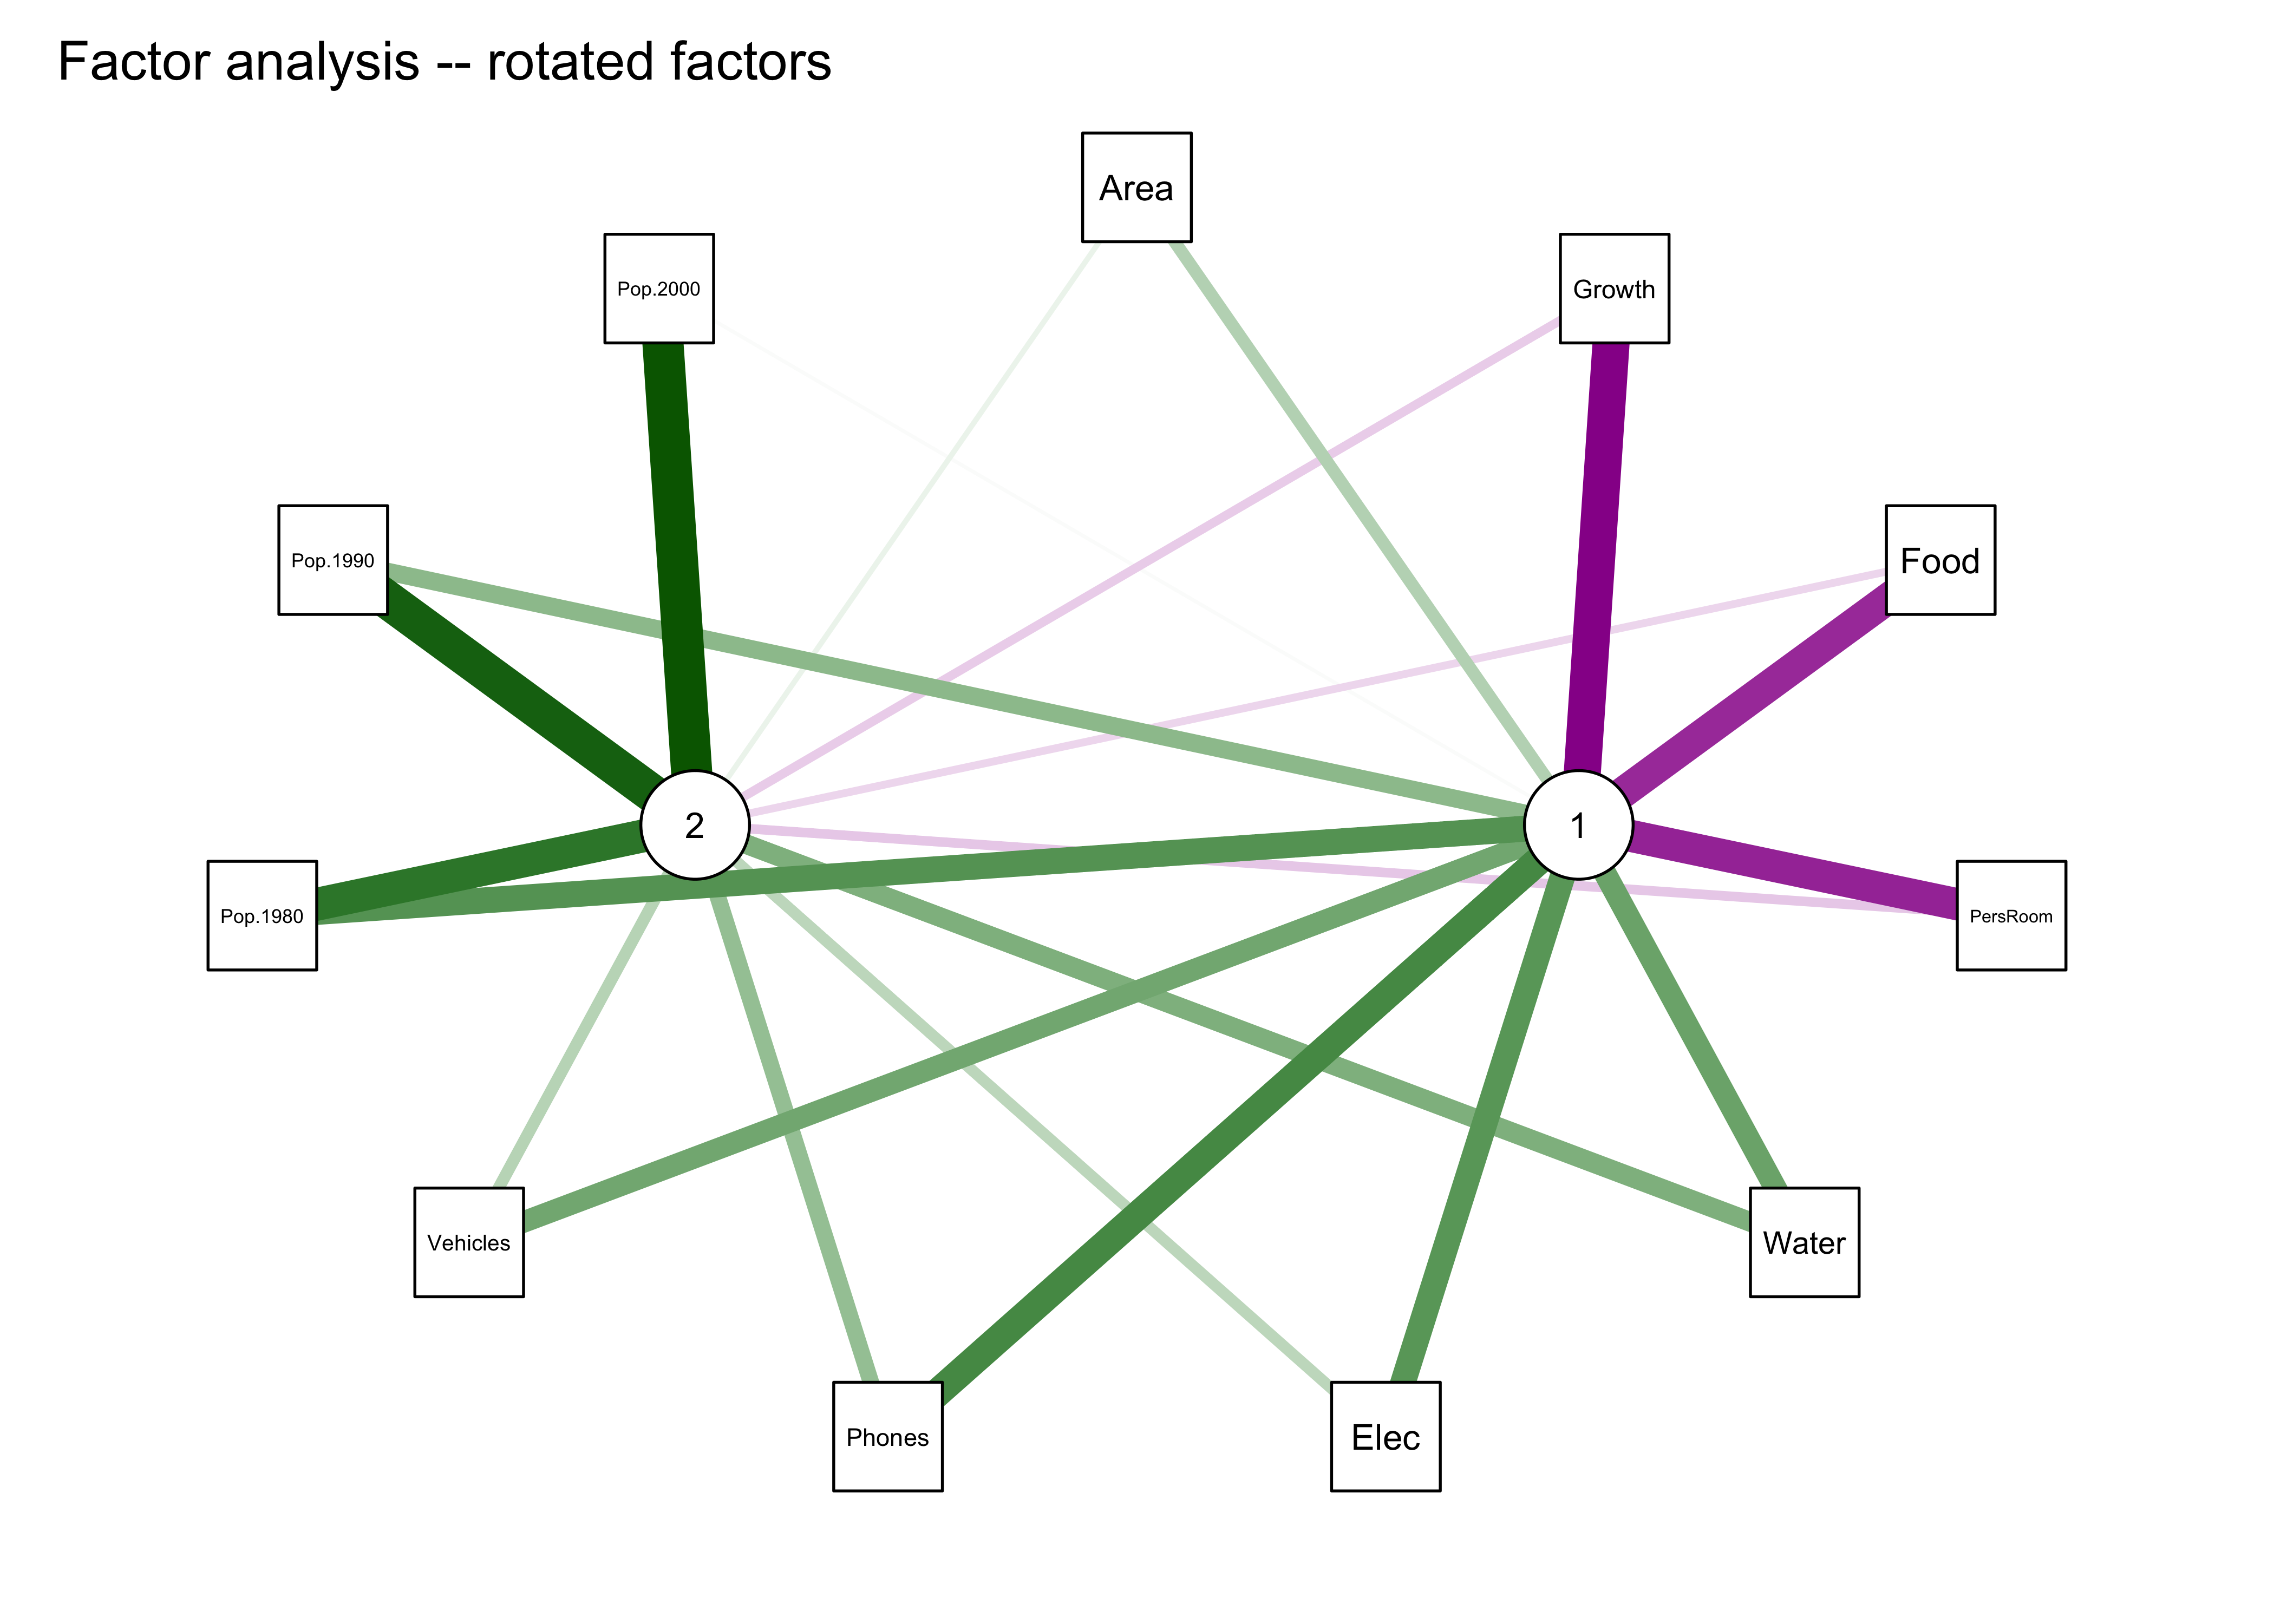 Factor analysis -- rotated factors
Area
Pop.2000
Growth
Pop.1990
Food
2
1
Pop.1980
PersRoom
Vehicles
Water
Phones
Elec